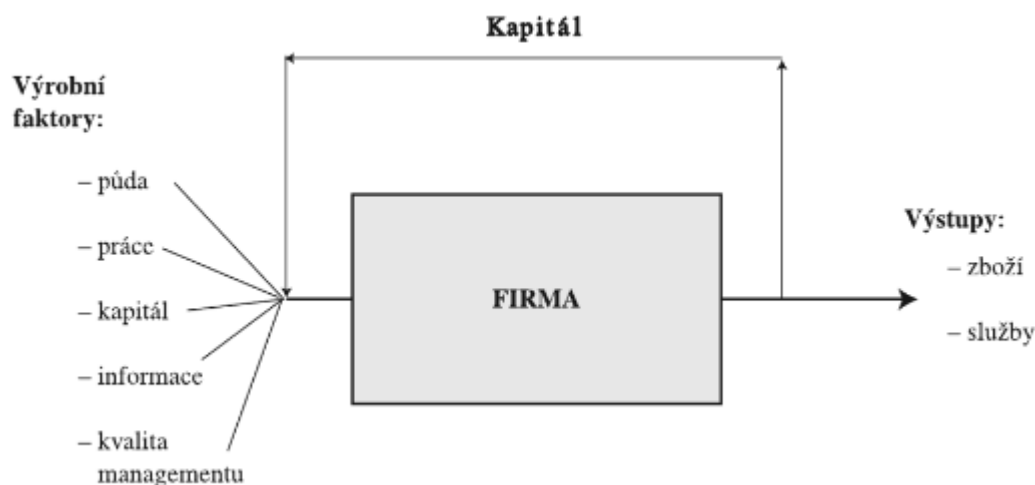 Kapitál
Výrobní
faktory:
– půda
– práce
– kapitál
– informace
– kvalita
managementu
FIRMA
Výstupy:
– zboží
– služby